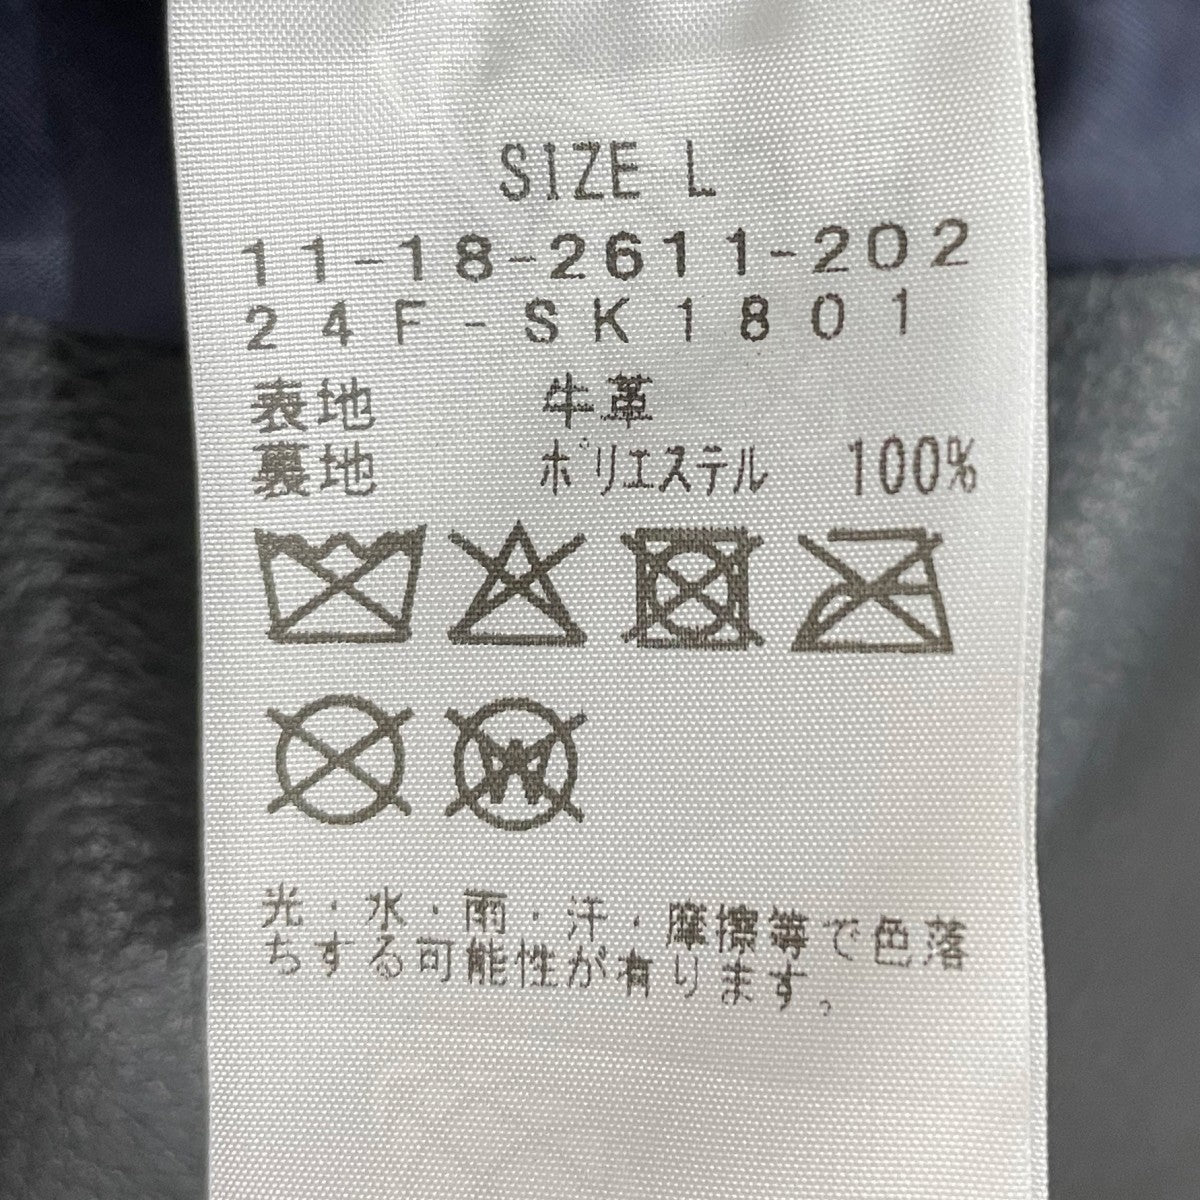 SIZE L
11-18-2611-202
24F-SK1801
表地 牛革
裏地 ポリエステル 100%
W
光・水・雨・汗・摩擦等で色落
ちする可能性が有ります。